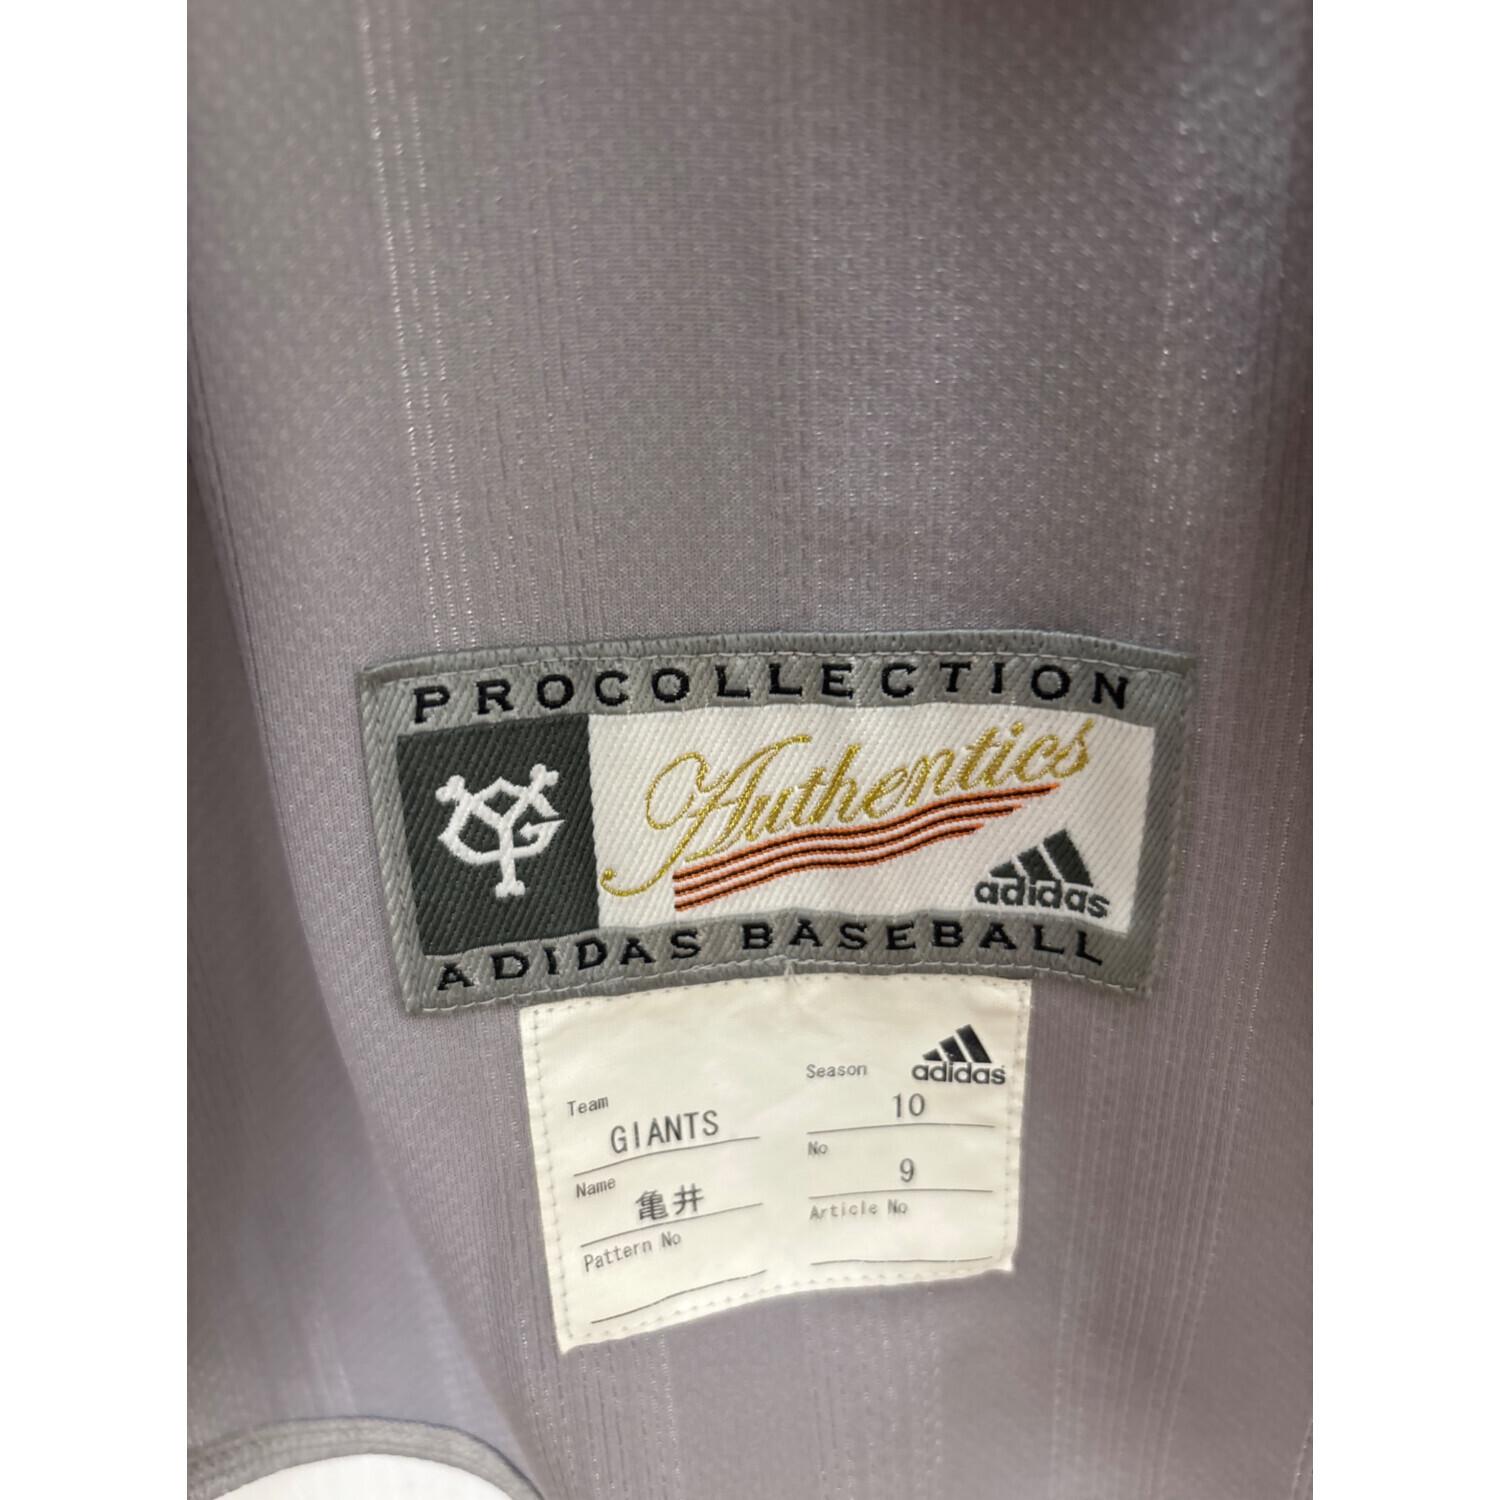 PROCOLLECTION
YG
Authentics
adidas
ADIDAS BASEBALL
adidas
Season
10
Team
GIANTS
No
9
Name
亀井
Article No
Pattern No